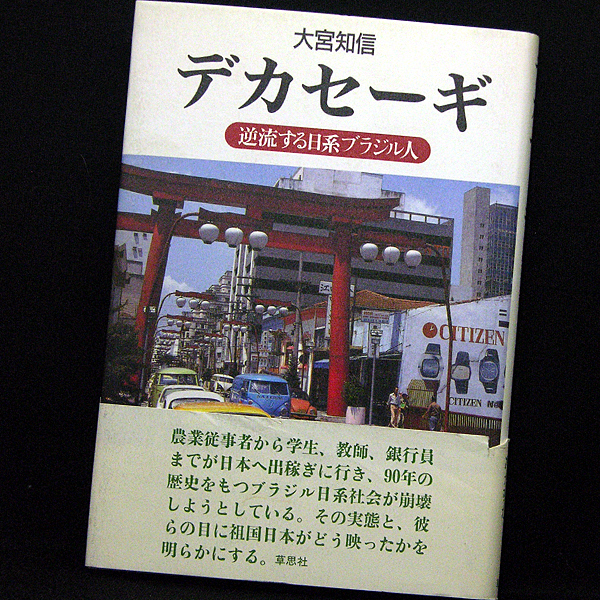 大宮知信
デカセーギ
逆流する日系ブラジル人
CITIZEN
CITIZEN
農業従事者から学生、教師、銀行員
までが日本へ出稼ぎに行き、90年の
歴史をもつブラジル日系社会が崩壊
しようとしている。その実態と、彼
らの目に祖国日本がどう映ったかを
明らかにする。草思社